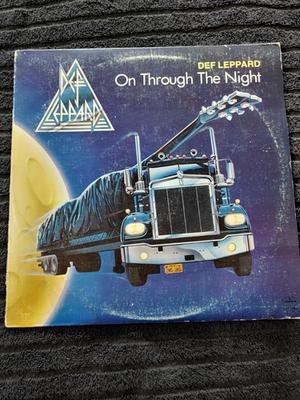 DEF LEPPARD
On Through The Night
DEF
LEPPARD